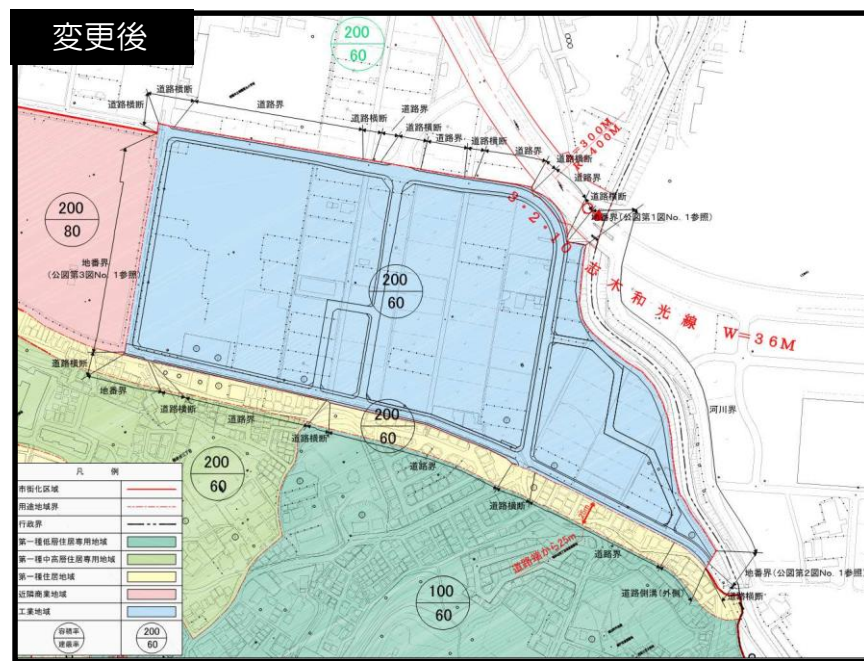 変更後
200
60
道路横断
道路界
道路界
道路横断
道路横断
道路界
道路横断
道路界
道路横断
道路界
道路横断
W=300M
R=400M
地番界(公図第1図No. 1参照)
200
80
3・2・10 志木和光線 W=36M
地番界
(公図第3図No. 1参照)
200
60
道路横断
地番界
道路横断
道路界
道路横断
200
60
道路界
河川界
200
60
道路横断
25m
道路端から25m
道路界
道路側溝(外側)
地番界(公図第2図No. 1参照)
道路横断
100
60
凡 例
市街化区域
用途地域界
行政界
第一種低層住居専用地域
第一種中高層住居専用地域
第一種住居地域
近隣商業地域
工業地域
容積率
建蔽率
200
60